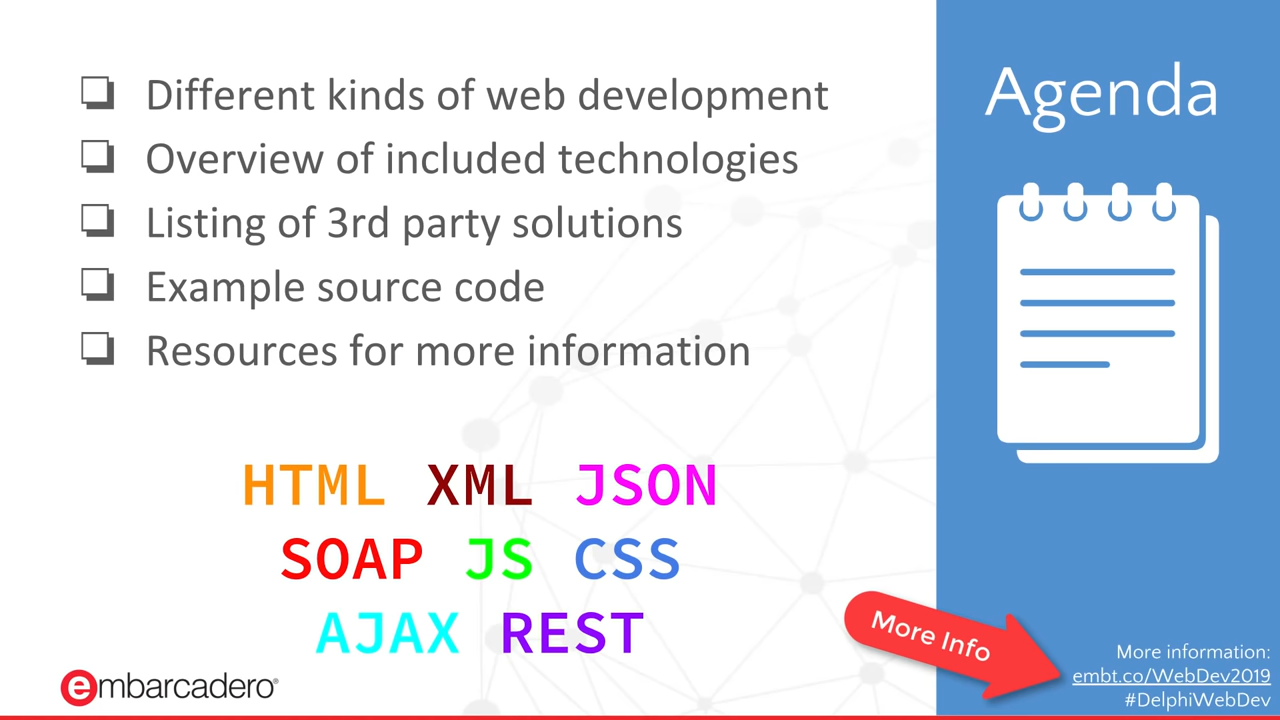 Agenda
❏ Different kinds of web development
❏ Overview of included technologies
❏ Listing of 3rd party solutions
❏ Example source code
❏ Resources for more information
HTML XML JSON
SOAP JS CSS
AJAX REST
More Info
More information:
embt.co/WebDev2019
#DelphiWebDev
embarcadero®